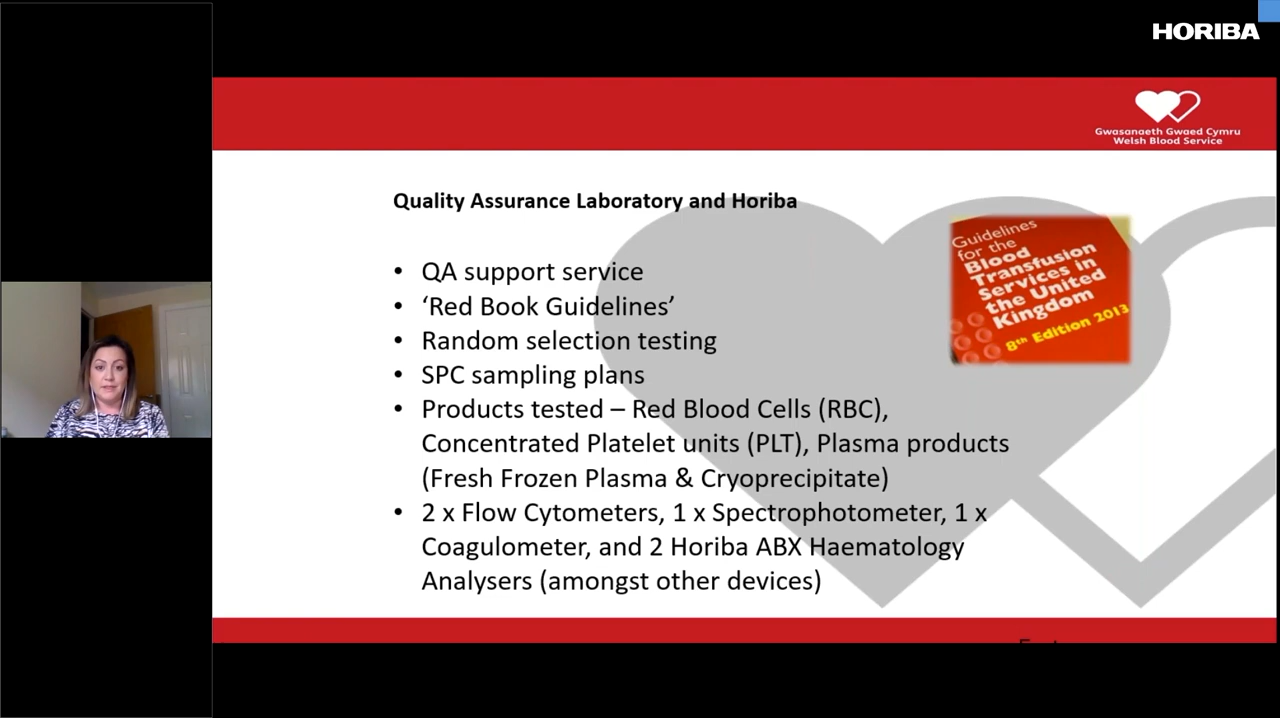 HORIBA
Gwasanaeth Gwaed Cymru
Welsh Blood Service
Quality Assurance Laboratory and Horiba
• QA support service
• ‘Red Book Guidelines’
• Random selection testing
• SPC sampling plans
• Products tested – Red Blood Cells (RBC),
Concentrated Platelet units (PLT), Plasma products
(Fresh Frozen Plasma & Cryoprecipitate)
• 2 x Flow Cytometers, 1 x Spectrophotometer, 1 x
Coagulometer, and 2 Horiba ABX Haematology
Analysers (amongst other devices)
Guidelines
for the
Blood
Transfusion
Services in
the United
Kingdom
8th Edition 2013